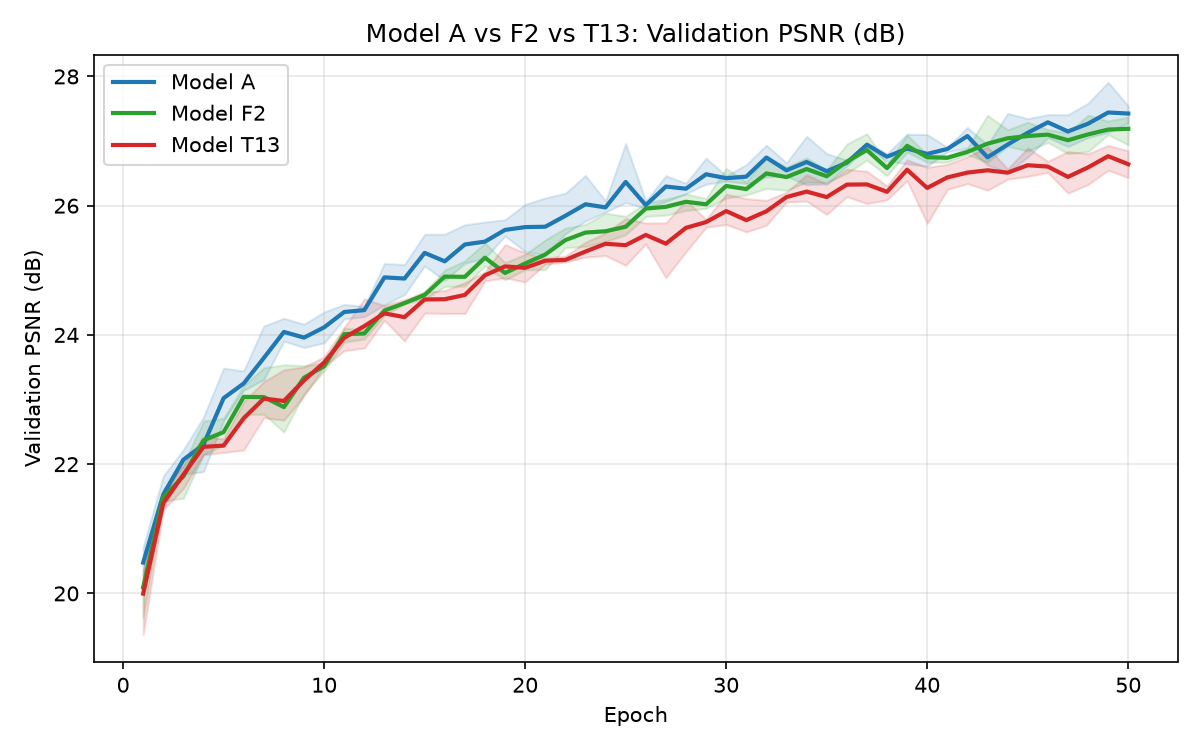 Model A vs F2 vs T13: Validation PSNR (dB)
Model A
Model F2
Model T13
Validation PSNR (dB)
28
26
24
22
20
0 10 20 30 40 50
Epoch